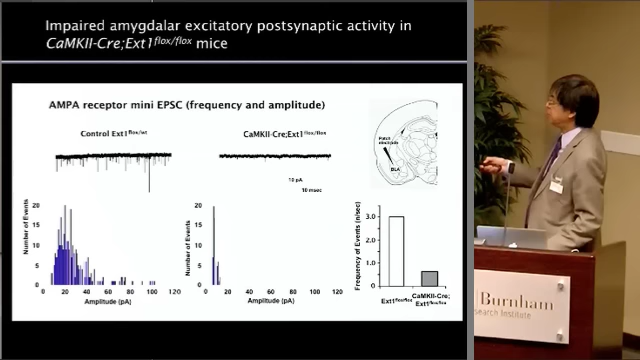 Impaired amygdalar excitatory postsynaptic activity in
CaMKII-Cre;Ext1flox/flox mice
AMPA receptor mini EPSC (frequency and amplitude)
Control Ext1flox/wt
CaMKII-Cre;Ext1flox/flox
10 pA
10 msec
Patch
electrode
BLA
Number of Events
20
15
10
5
0
0 20 40 60 80 100 120
Amplitude (pA)
Number of Events
20
15
10
5
0
0 20 40 60 80 100 120
Amplitude (pA)
Frequency of Events (n/sec)
3.0
2.0
1.0
0
Ext1flox/flox
CaMKII-Cre;
Ext1flox/flox
Burnham
search Institute